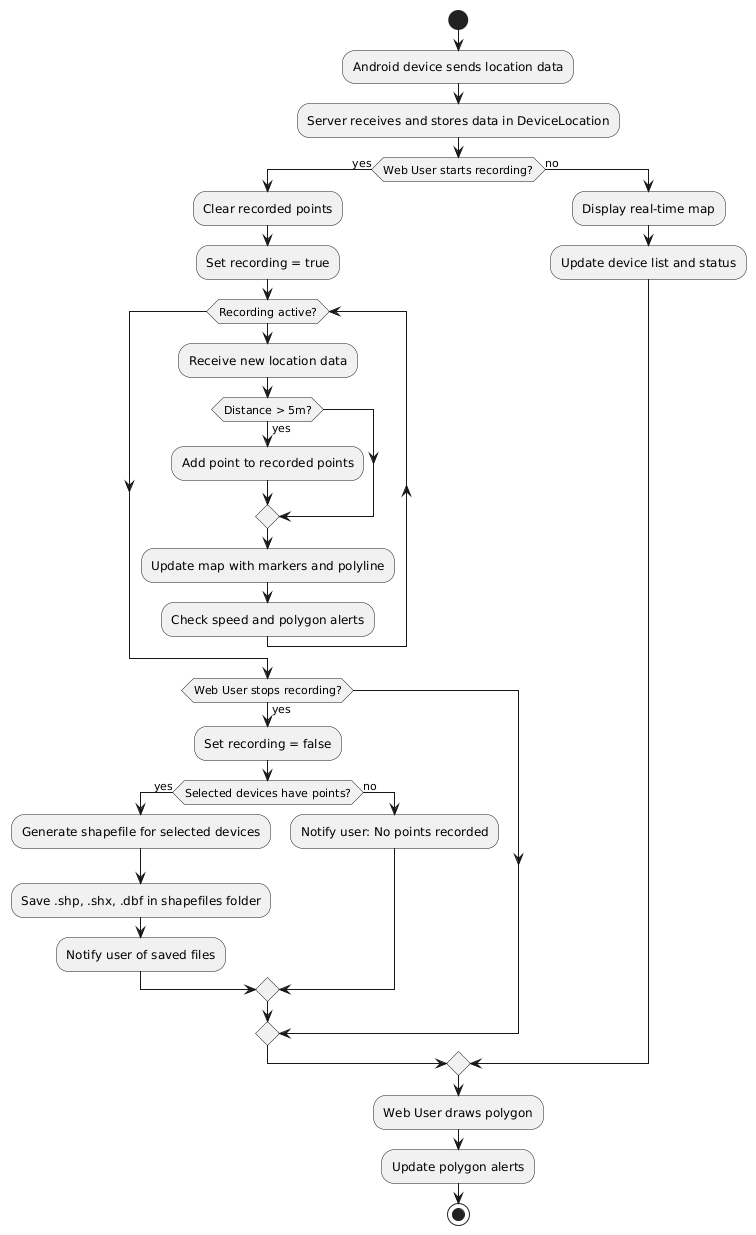 Android device sends location data
Server receives and stores data in DeviceLocation
yes
Web User starts recording?
no
Clear recorded points
Display real-time map
Set recording = true
Update device list and status
Recording active?
Receive new location data
Distance > 5m?
yes
Add point to recorded points
Update map with markers and polyline
Check speed and polygon alerts
Web User stops recording?
yes
Set recording = false
yes
Selected devices have points?
no
Generate shapefile for selected devices
Notify user: No points recorded
Save .shp, .shx, .dbf in shapefiles folder
Notify user of saved files
Web User draws polygon
Update polygon alerts